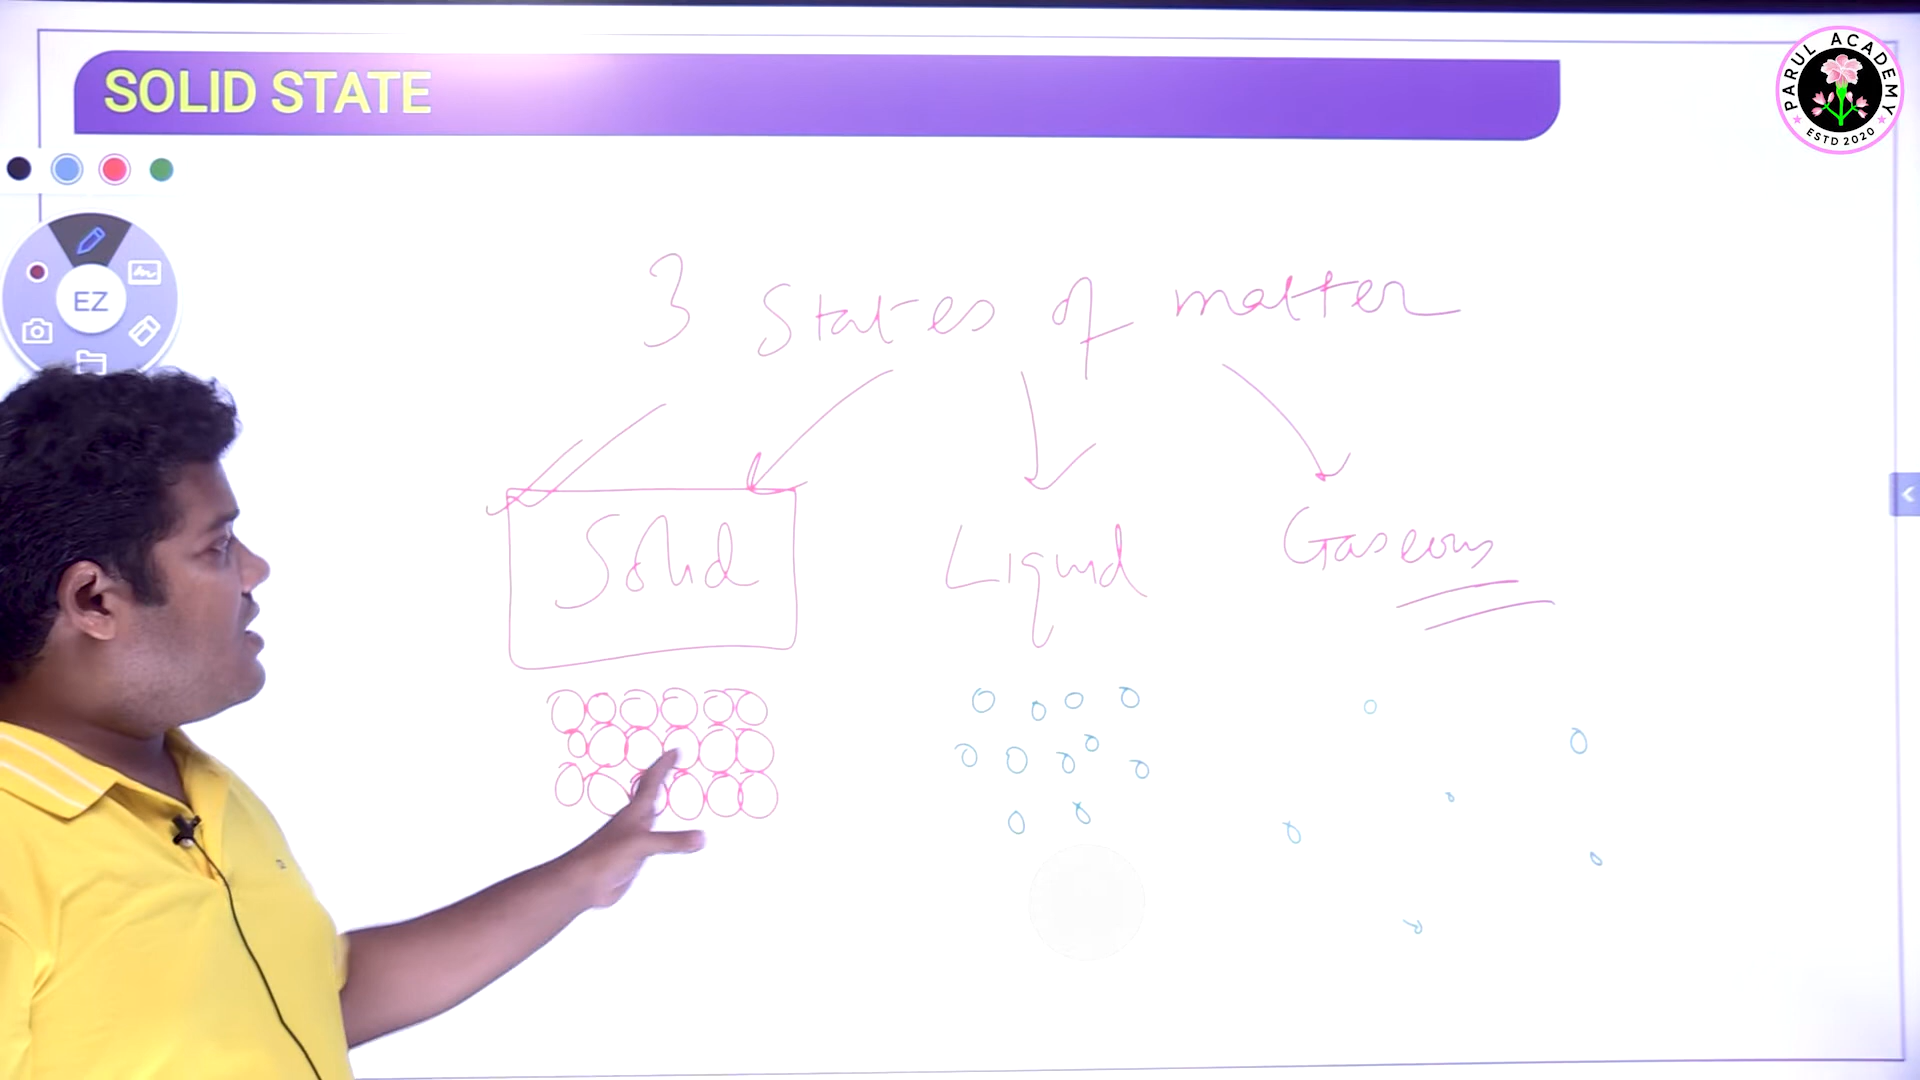 SOLID STATE
PARUL ACADEMY
ESTD 2020
EZ
3 States of matter
Solid
Liquid
Gaseous